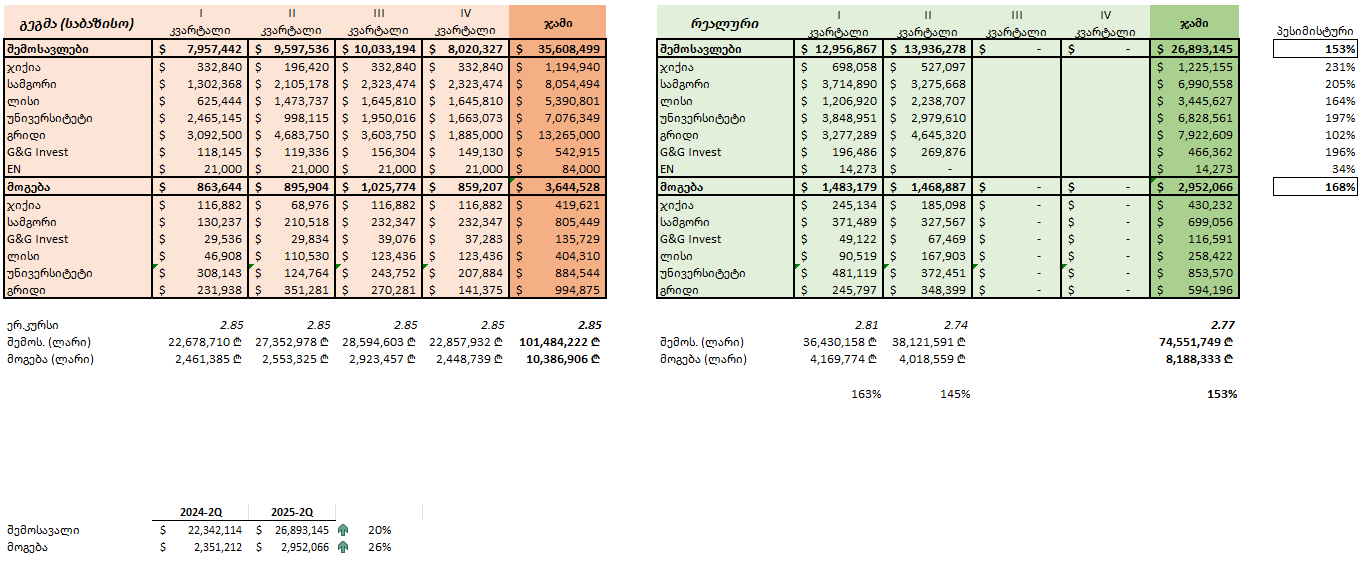 გეგმა (საბაზისო) I კვარტალი II კვარტალი III კვარტალი IV კვარტალი ჯამი
შემოსავლები $ 7,957,442 $ 9,597,536 $ 10,033,194 $ 8,020,327 $ 35,608,499
ჯიქია $ 332,840 $ 196,420 $ 332,840 $ 332,840 $ 1,194,940
სამგორი $ 1,302,368 $ 2,105,178 $ 2,323,474 $ 2,323,474 $ 8,054,494
ლისი $ 625,444 $ 1,473,737 $ 1,645,810 $ 1,645,810 $ 5,390,801
უნივერსიტეტი $ 2,465,145 $ 998,115 $ 1,950,016 $ 1,663,073 $ 7,076,349
გრიდი $ 3,092,500 $ 4,683,750 $ 3,603,750 $ 1,885,000 $ 13,265,000
G&G Invest $ 118,145 $ 119,336 $ 156,304 $ 149,130 $ 542,915
EN $ 21,000 $ 21,000 $ 21,000 $ 21,000 $ 84,000
მოგება $ 863,644 $ 895,904 $ 1,025,774 $ 859,207 $ 3,644,528
ჯიქია $ 116,882 $ 68,976 $ 116,882 $ 116,882 $ 419,621
სამგორი $ 130,237 $ 210,518 $ 232,347 $ 232,347 $ 805,449
G&G Invest $ 29,536 $ 29,834 $ 39,076 $ 37,283 $ 135,729
ლისი $ 46,908 $ 110,530 $ 123,436 $ 123,436 $ 404,310
უნივერსიტეტი $ 308,143 $ 124,764 $ 243,752 $ 207,884 $ 884,544
გრიდი $ 231,938 $ 351,281 $ 270,281 $ 141,375 $ 994,875
ერ.კურსი 2.85 2.85 2.85 2.85 2.85
შემოს. (ლარი) 22,678,710 ₾ 27,352,978 ₾ 28,594,603 ₾ 22,857,932 ₾ 101,484,222 ₾
მოგება (ლარი) 2,461,385 ₾ 2,553,325 ₾ 2,923,457 ₾ 2,448,739 ₾ 10,386,906 ₾
რეალური I კვარტალი II კვარტალი III კვარტალი IV კვარტალი ჯამი პესიმისტური
შემოსავლები $ 12,956,867 $ 13,936,278 $ - $ - $ 26,893,145 153%
ჯიქია $ 698,058 $ 527,097 $ 1,225,155 231%
სამგორი $ 3,714,890 $ 3,275,668 $ 6,990,558 205%
ლისი $ 1,206,920 $ 2,238,707 $ 3,445,627 164%
უნივერსიტეტი $ 3,848,951 $ 2,979,610 $ 6,828,561 197%
გრიდი $ 3,277,289 $ 4,645,320 $ 7,922,609 102%
G&G Invest $ 196,486 $ 269,876 $ 466,362 196%
EN $ 14,273 $ - $ 14,273 34%
მოგება $ 1,483,179 $ 1,468,887 $ - $ - $ 2,952,066 168%
ჯიქია $ 245,134 $ 185,098 $ - $ - $ 430,232
სამგორი $ 371,489 $ 327,567 $ - $ - $ 699,056
G&G Invest $ 49,122 $ 67,469 $ - $ - $ 116,591
ლისი $ 90,519 $ 167,903 $ - $ - $ 258,422
უნივერსიტეტი $ 481,119 $ 372,451 $ - $ - $ 853,570
გრიდი $ 245,797 $ 348,399 $ - $ - $ 594,196
2.81 2.74 2.77
შემოს. (ლარი) 36,430,158 ₾ 38,121,591 ₾ 74,551,749 ₾
მოგება (ლარი) 4,169,774 ₾ 4,018,559 ₾ 8,188,333 ₾
163% 145% 153%
2024-2Q 2025-2Q
შემოსავალი $ 22,342,114 $ 26,893,145 20%
მოგება $ 2,351,212 $ 2,952,066 26%